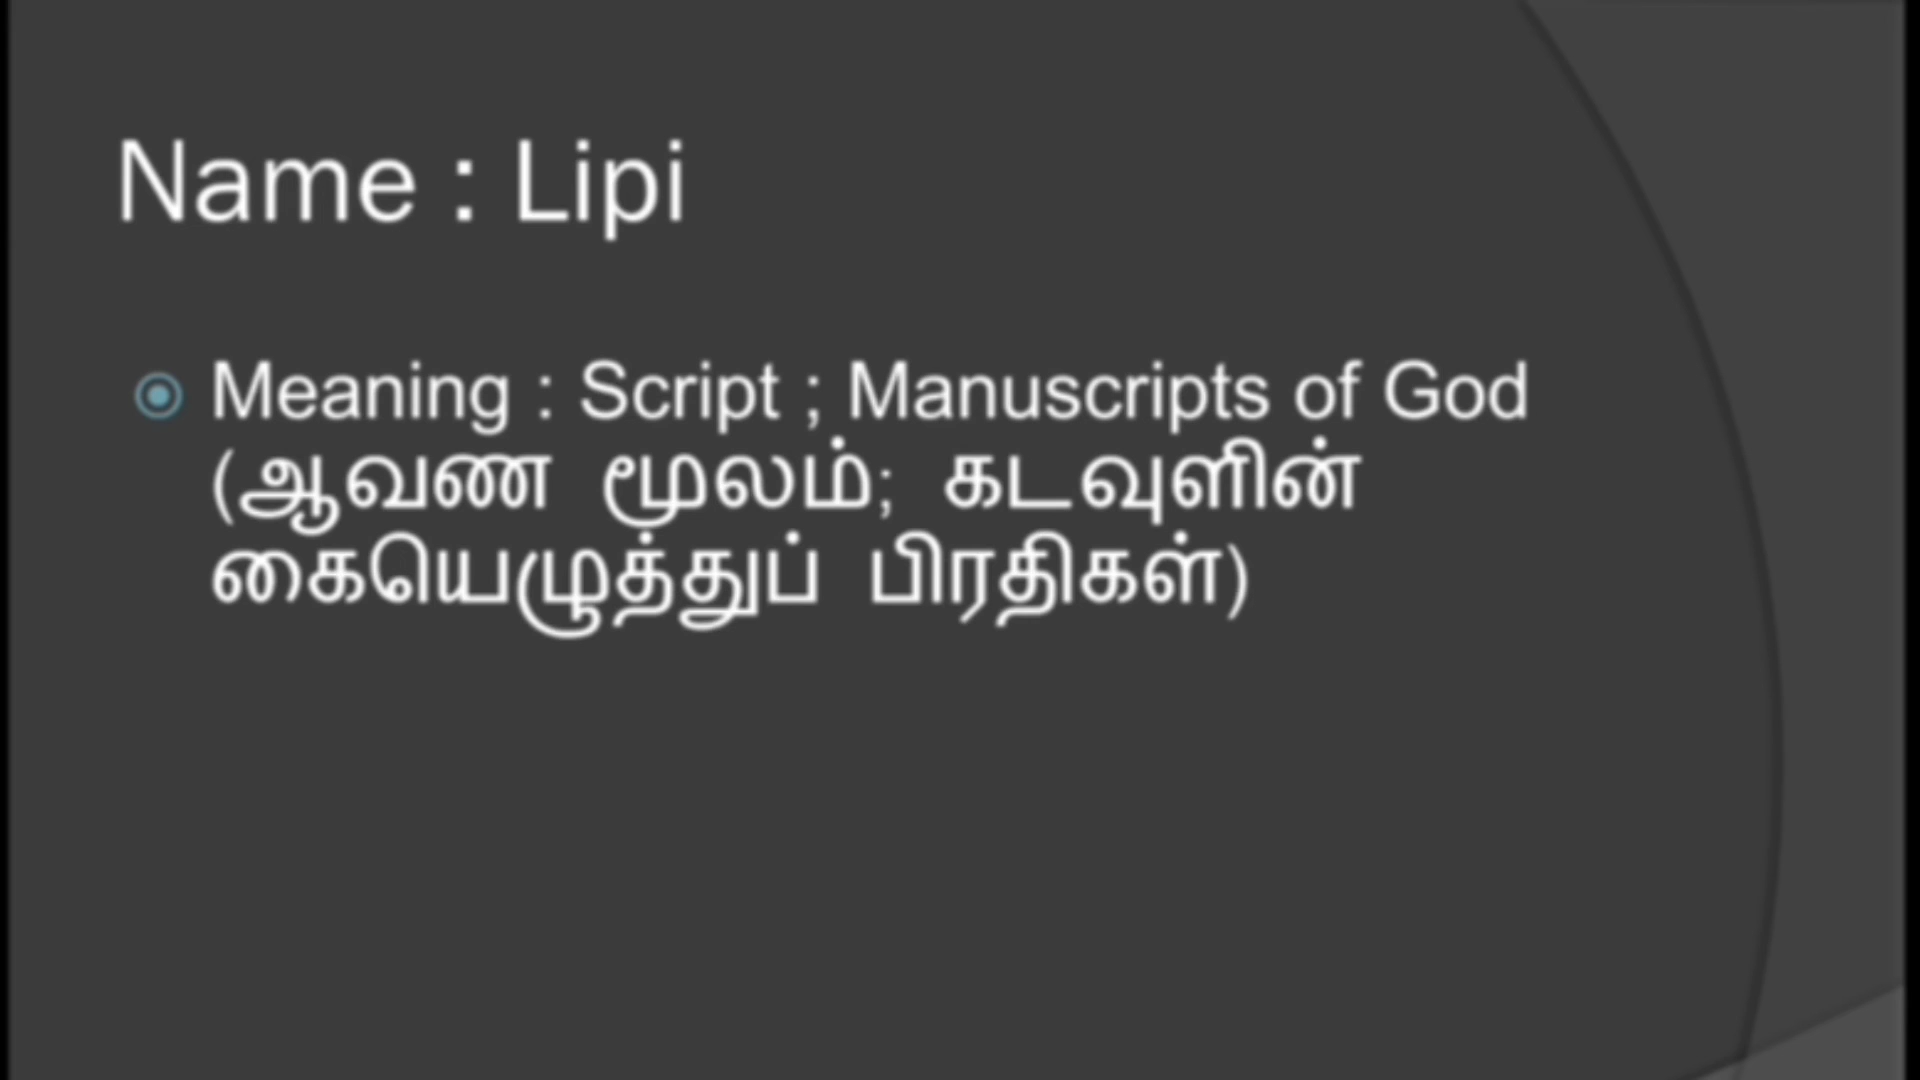 Name : Lipi
Meaning : Script ; Manuscripts of God
(ஆவண மூலம்; கடவுளின்
கையெழுத்துப் பிரதிகள்)